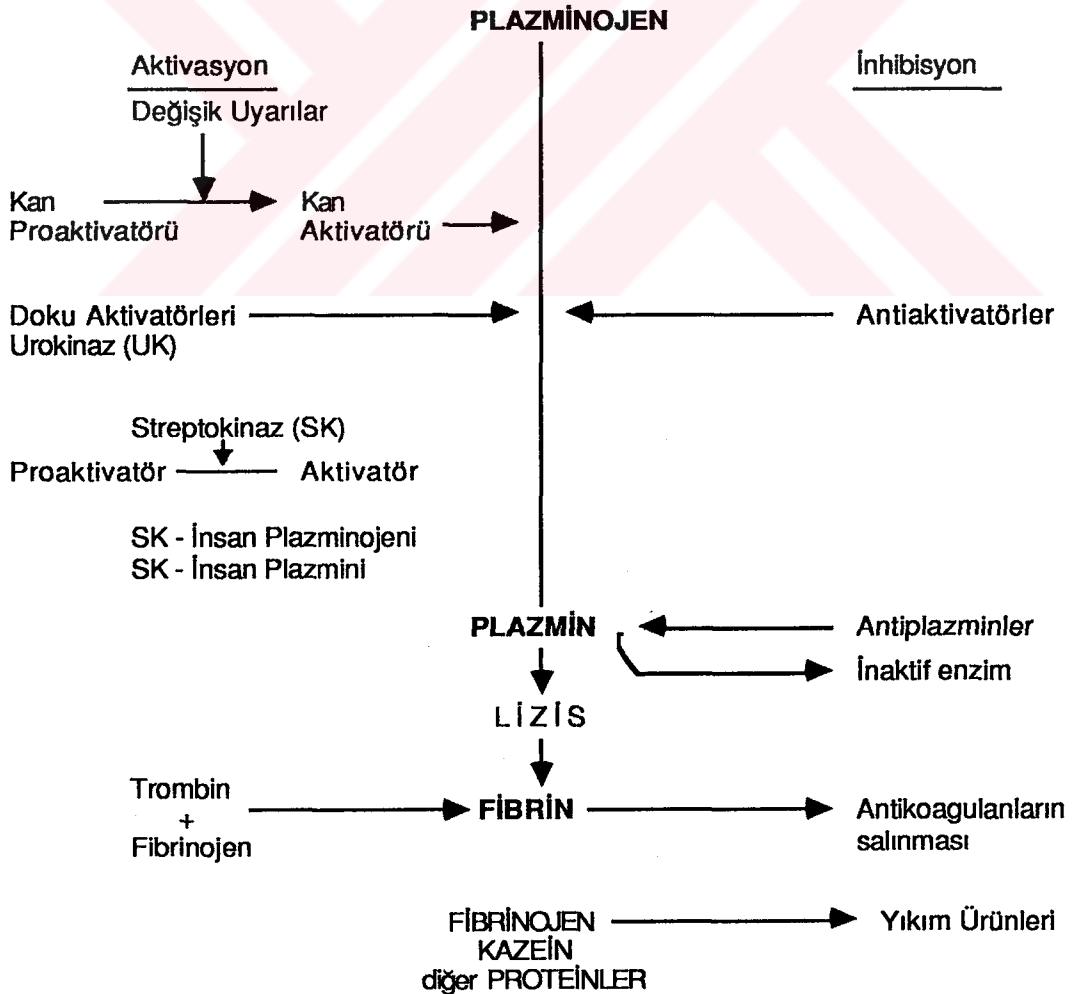 PLAZMİNOJEN
Aktivasyon
İnhibisyon
Değişik Uyarılar
Kan
Proaktivatörü
Kan
Aktivatörü
Doku Aktivatörleri
Urokinaz (UK)
Antiaktivatörler
Streptokinaz (SK)
Proaktivatör
Aktivatör
SK - İnsan Plazminojeni
SK - İnsan Plazmini
PLAZMİN
Antiplazminler
İnaktif enzim
LİZİS
Trombin
+
Fibrinojen
FİBRİN
Antikoagulanların
salınması
FİBRİNOJEN
KAZEİN
diğer PROTEİNLER
Yıkım Ürünleri